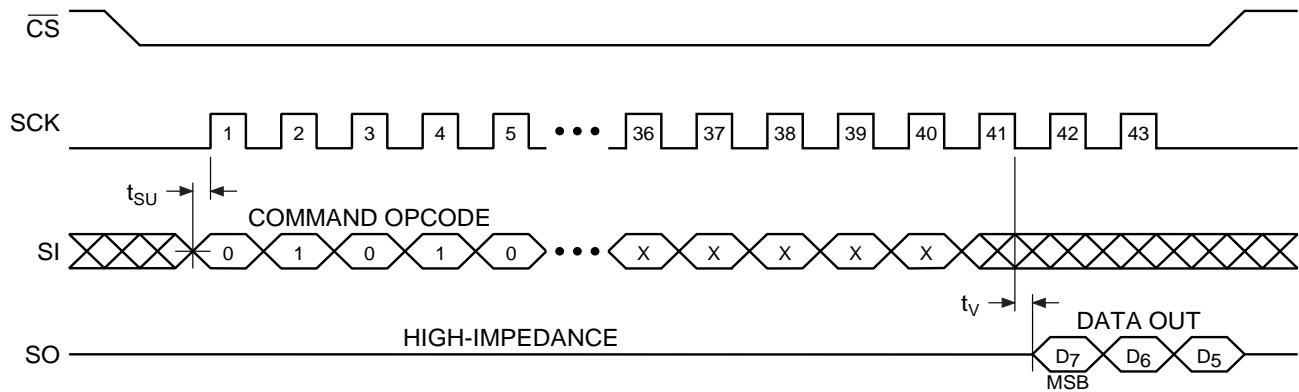 CS
SCK 1 2 3 4 5 ••• 36 37 38 39 40 41 42 43
tSU
COMMAND OPCODE
SI 0 1 0 1 0 ••• X X X X X
tV
HIGH-IMPEDANCE DATA OUT
SO D7 D6 D5
MSB